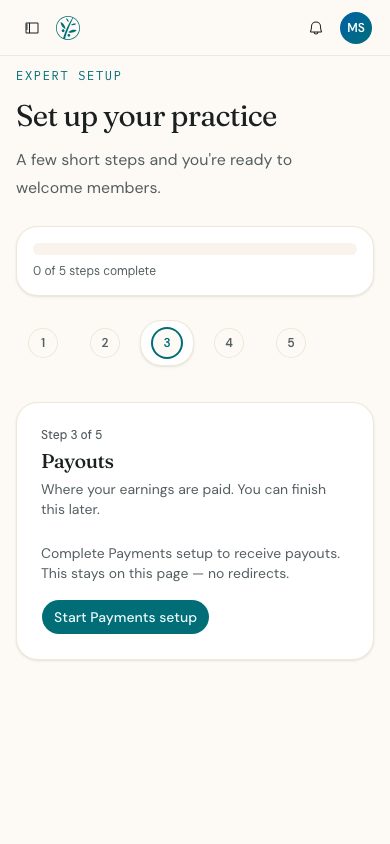 MS
EXPERT SETUP
Set up your practice
A few short steps and you're ready to
welcome members.
0 of 5 steps complete
1 2 3 4 5
Step 3 of 5
Payouts
Where your earnings are paid. You can finish
this later.
Complete Payments setup to receive payouts.
This stays on this page — no redirects.
Start Payments setup